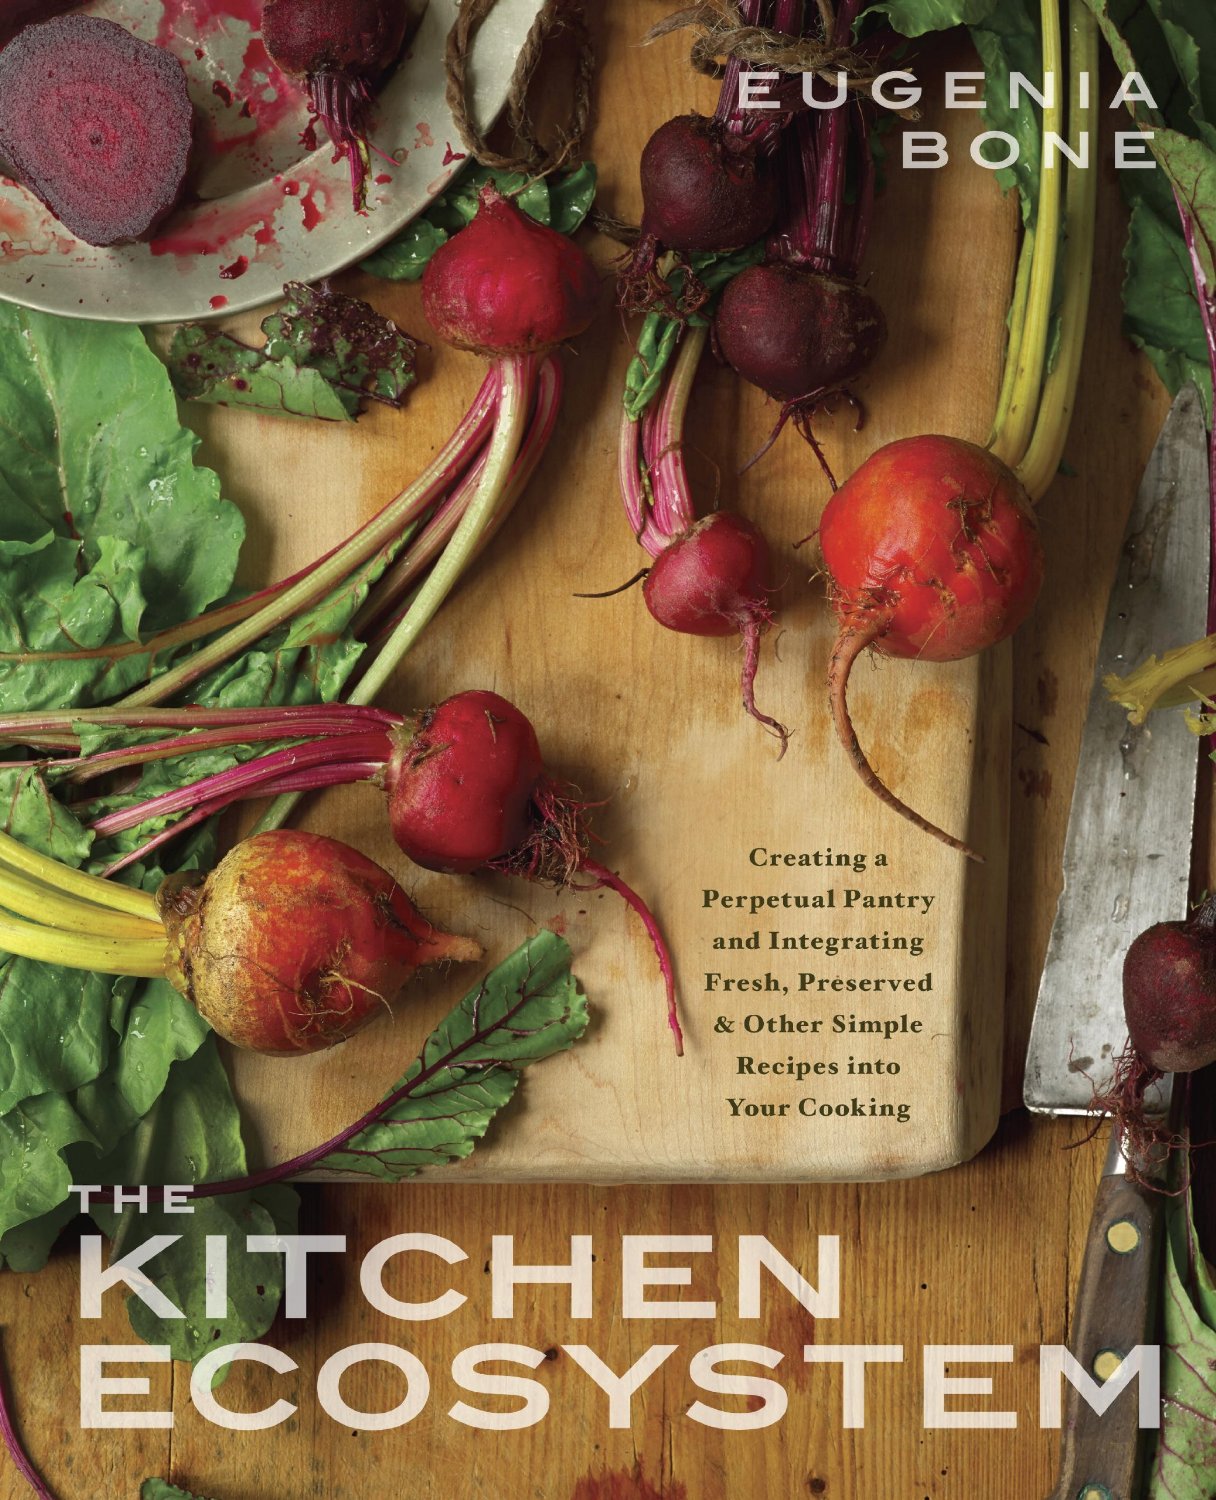 EUGENIA
BONE
Creating a
Perpetual Pantry
and Integrating
Fresh, Preserved
& Other Simple
Recipes into
Your Cooking
THE
KITCHEN
ECOSYSTEM